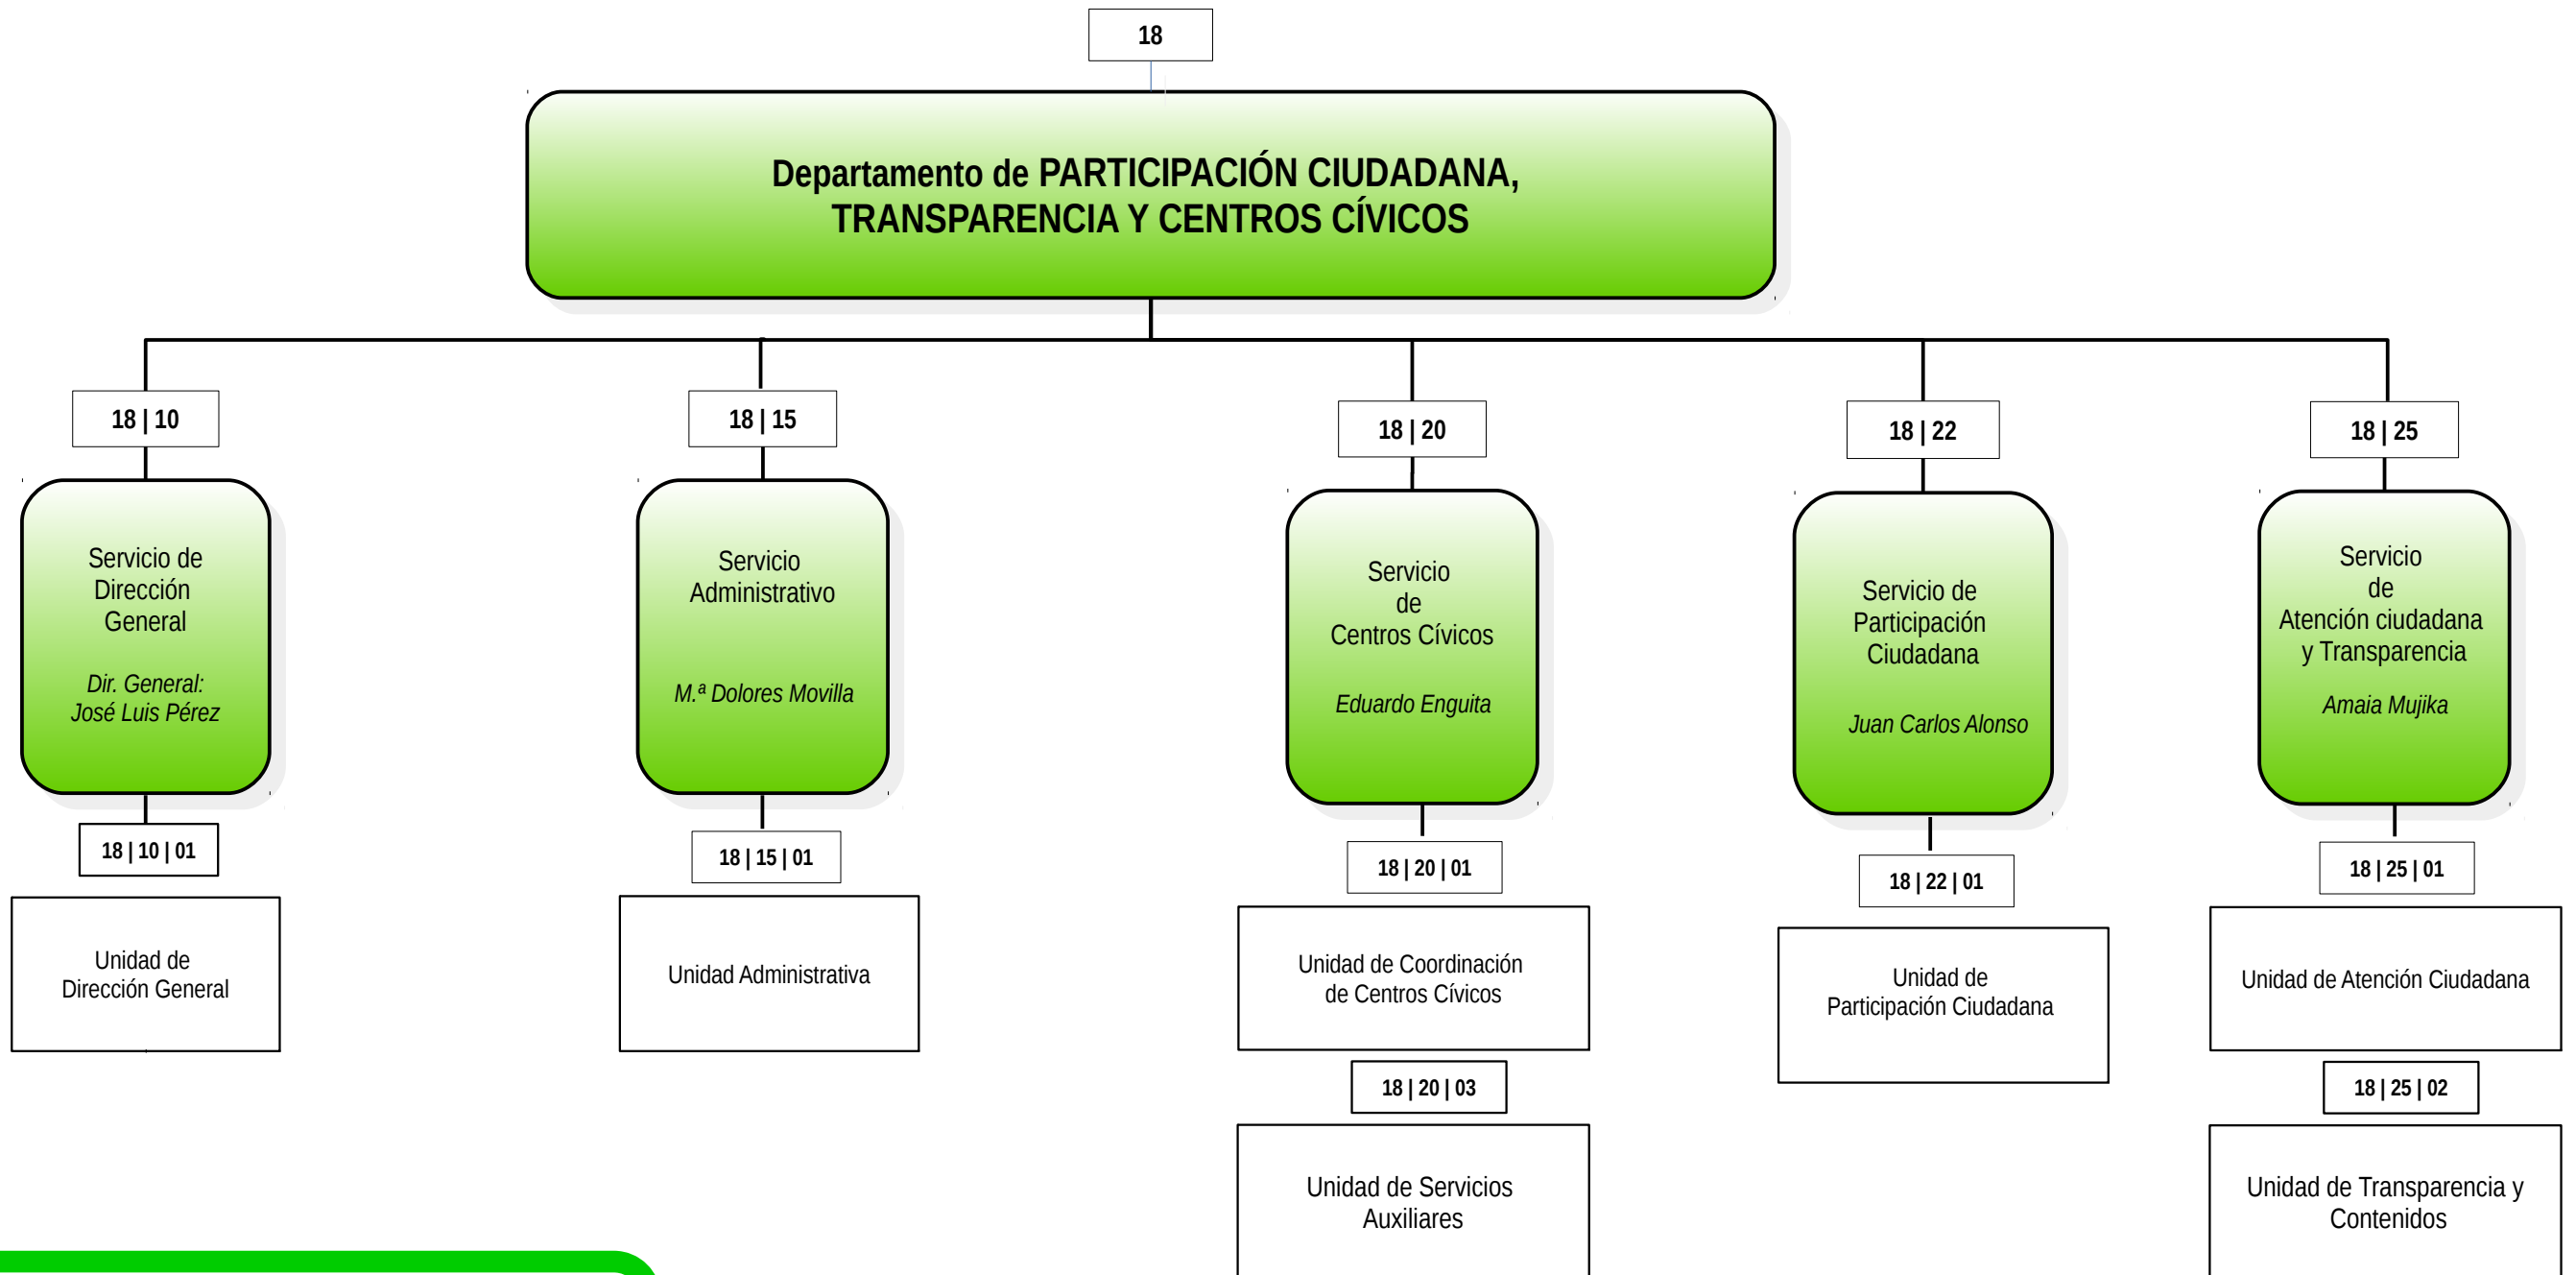 18
Departamento de PARTICIPACIÓN CIUDADANA,
TRANSPARENCIA Y CENTROS CÍVICOS
18 | 10
Servicio de
Dirección
General
Dir. General:
José Luis Pérez
18 | 10 | 01
Unidad de
Dirección General
18 | 15
Servicio
Administrativo
M.ª Dolores Movilla
18 | 15 | 01
Unidad Administrativa
18 | 20
Servicio
de
Centros Cívicos
Eduardo Enguita
18 | 20 | 01
Unidad de Coordinación
de Centros Cívicos
18 | 20 | 03
Unidad de Servicios
Auxiliares
18 | 22
Servicio de
Participación
Ciudadana
Juan Carlos Alonso
18 | 22 | 01
Unidad de
Participación Ciudadana
18 | 25
Servicio
de
Atención ciudadana
y Transparencia
Amaia Mujika
18 | 25 | 01
Unidad de Atención Ciudadana
18 | 25 | 02
Unidad de Transparencia y
Contenidos